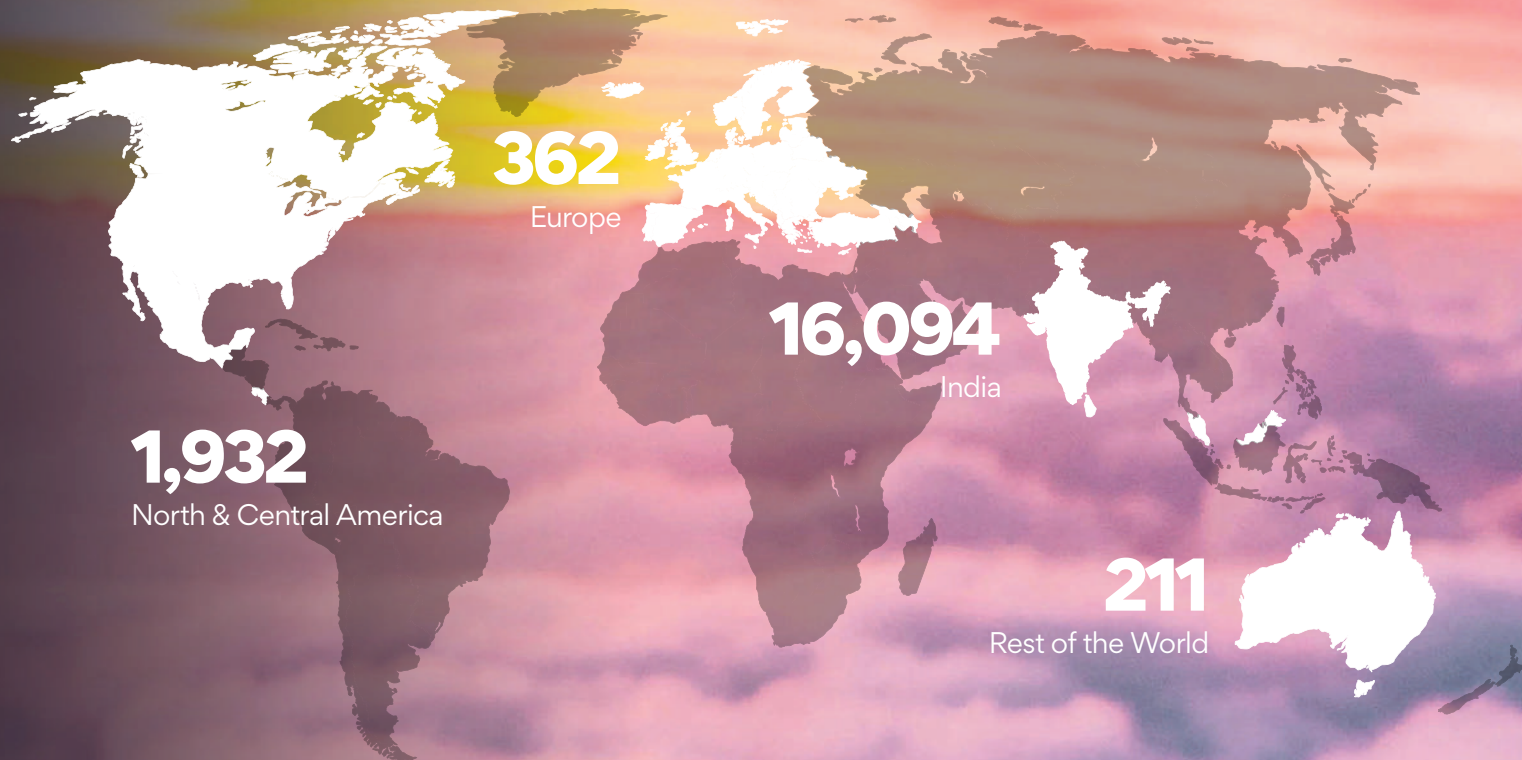 362
Europe
16,094
India
1,932
North & Central America
211
Rest of the World